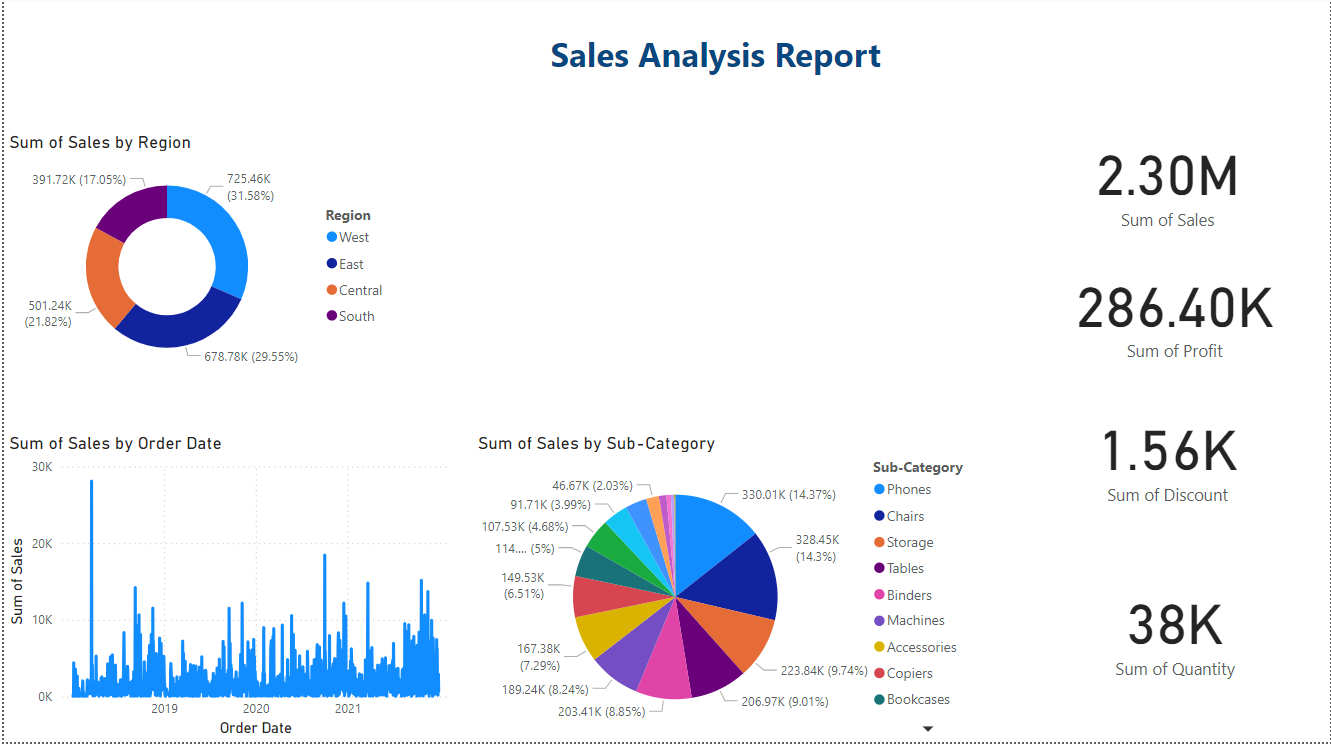 Sales Analysis Report
Sum of Sales by Region
391.72K (17.05%)
725.46K
(31.58%)
501.24K
(21.82%)
678.78K (29.55%)
Region
West
East
Central
South
2.30M
Sum of Sales
286.40K
Sum of Profit
1.56K
Sum of Discount
38K
Sum of Quantity
Sum of Sales by Order Date
Sum of Sales
30K
20K
10K
0K
2019
2020
2021
Order Date
Sum of Sales by Sub-Category
46.67K (2.03%)
91.71K (3.99%)
107.53K (4.68%)
114.... (5%)
149.53K
(6.51%)
167.38K
(7.29%)
189.24K (8.24%)
203.41K (8.85%)
330.01K (14.37%)
328.45K
(14.3%)
223.84K (9.74%)
206.97K (9.01%)
Sub-Category
Phones
Chairs
Storage
Tables
Binders
Machines
Accessories
Copiers
Bookcases